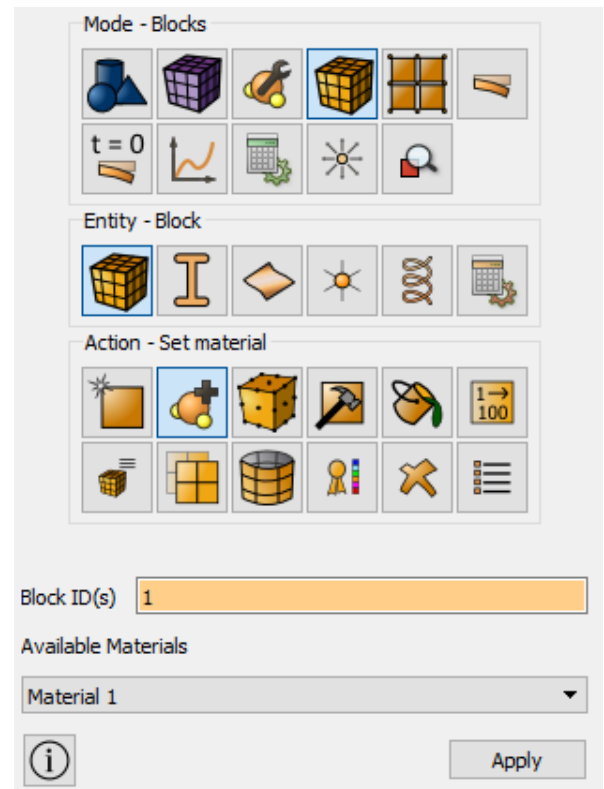 Mode - Blocks
t = 0
Entity - Block
Action - Set material
1→
100
Block ID(s) 1
Available Materials
Material 1
i Apply